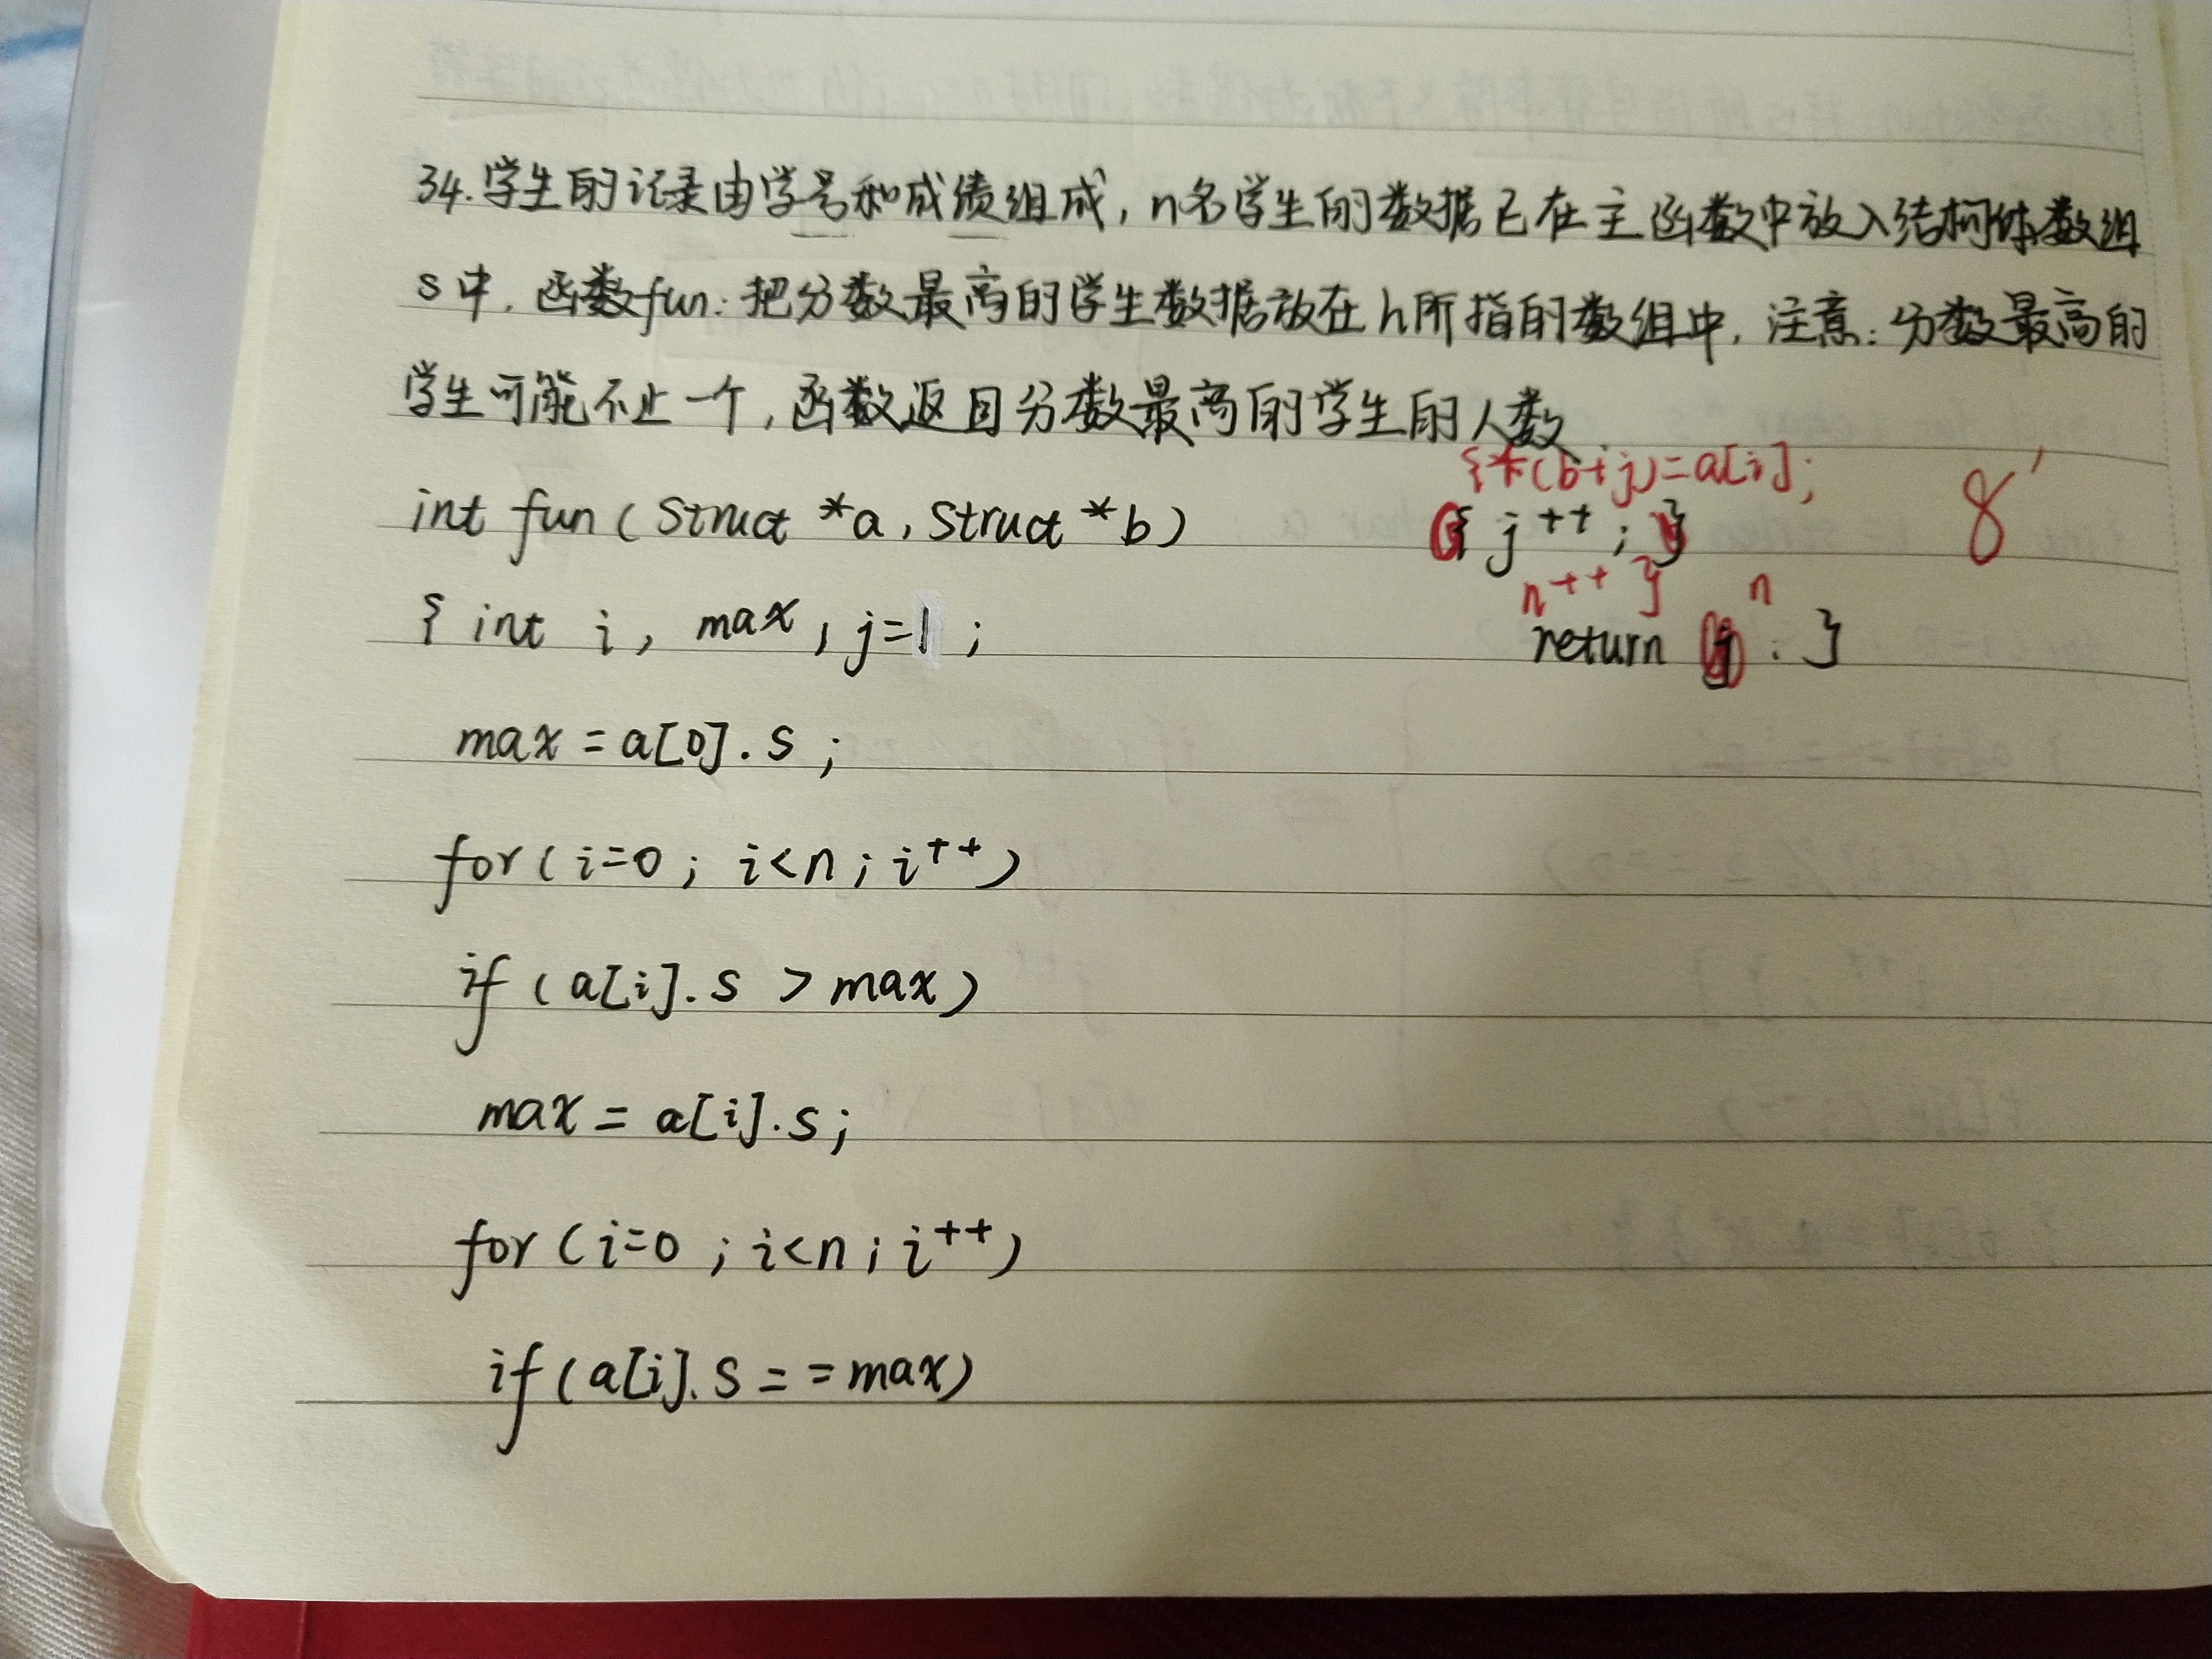 34.学生的记录由学号和成绩组成,n名学生的数据已在主函数中放入结构体数组
s中.函数fun:把分数最高的学生数据放在h所指的数组中.注意:分数最高的
学生可能不止一个,函数返回分数最高的学生的人数.
int fun(Struct *a, Struct *b)
{ int i, max, j=1;
max = a[0].s;
for(i=0; i<n; i++)
if (a[i].s > max)
max = a[i].s;
for (i=0; i<n; i++)
if (a[i].s == max)
{*(b+j)=a[i];
{ j++; }
n++ }
n
return j; }
8'